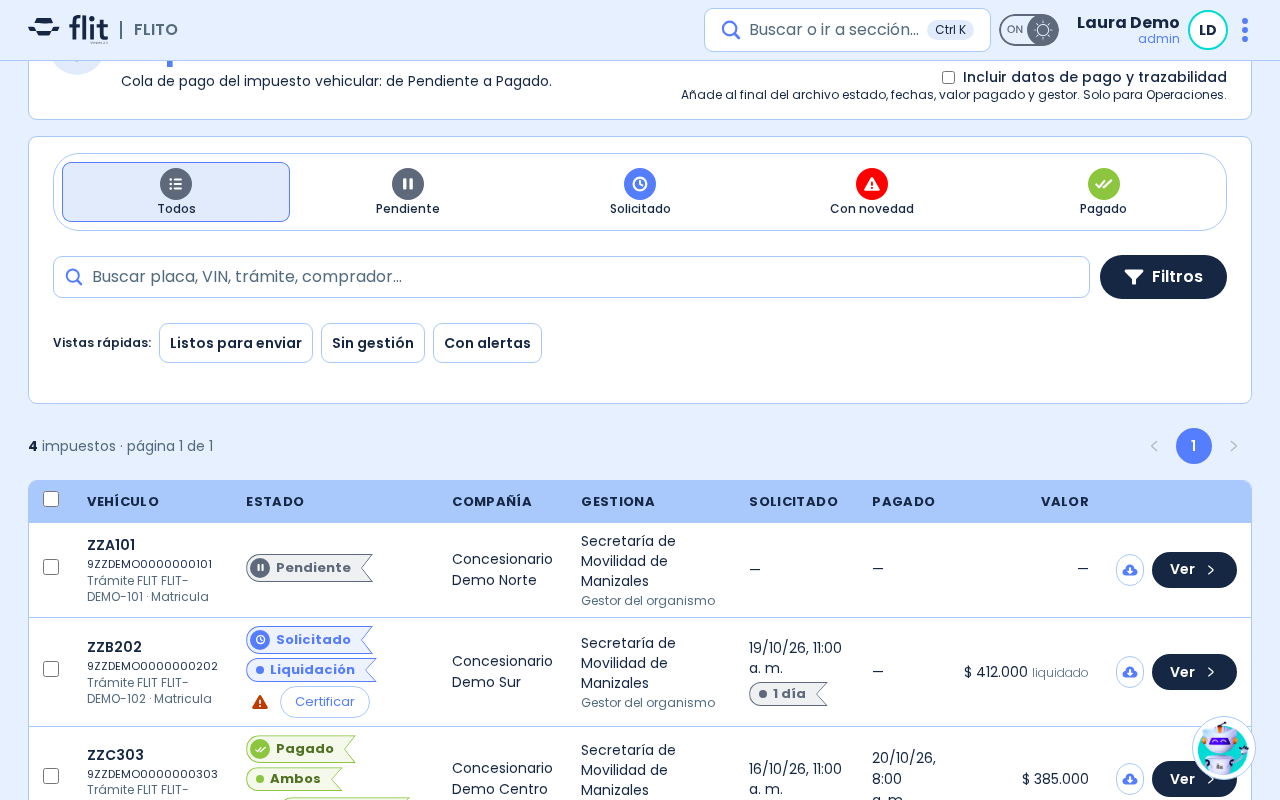 flit
FLITO
Buscar o ir a sección...
Ctrl K
ON
Laura Demo
admin
LD
Cola de pago del impuesto vehicular: de Pendiente a Pagado.
Incluir datos de pago y trazabilidad
Añade al final del archivo estado, fechas, valor pagado y gestor. Solo para Operaciones.
Todos
Pendiente
Solicitado
Con novedad
Pagado
Buscar placa, VIN, trámite, comprador...
Filtros
Vistas rápidas:
Listos para enviar
Sin gestión
Con alertas
4 impuestos · página 1 de 1
1
VEHÍCULO
ESTADO
COMPAÑÍA
GESTIONA
SOLICITADO
PAGADO
VALOR
ZZA101
9ZZDEMO0000000101
Trámite FLIT FLIT-
DEMO-101 · Matricula
Pendiente
Concesionario
Demo Norte
Secretaría de
Movilidad de
Manizales
Gestor del organismo
—
—
—
Ver
ZZB202
9ZZDEMO0000000202
Trámite FLIT FLIT-
DEMO-102 · Matricula
Solicitado
Liquidación
Certificar
Concesionario
Demo Sur
Secretaría de
Movilidad de
Manizales
Gestor del organismo
19/10/26, 11:00
a. m.
1 día
—
$ 412.000 liquidado
Ver
ZZC303
9ZZDEMO0000000303
Trámite FLIT FLIT-
Pagado
Ambos
Concesionario
Demo Centro
Secretaría de
Movilidad de
Manizales
16/10/26, 11:00
a. m.
20/10/26,
8:00
a. m.
$ 385.000
Ver